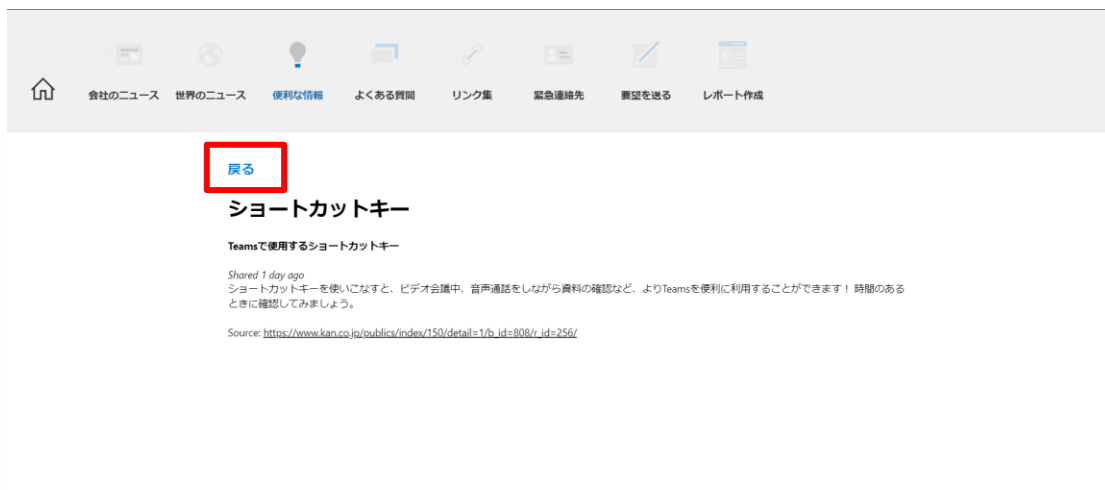 会社のニュース 世界のニュース 便利な情報 よくある質問 リンク集 緊急連絡先 要望を送る レポート作成
戻る
ショートカットキー
Teamsで使用するショートカットキー
Shared 1 day ago
ショートカットキーを使いこなすと、ビデオ会議中、音声通話をしながら資料の確認など、よりTeamsを便利に利用することができます！ 時間のある
ときに確認してみましょう。
Source: https://www.kan.co.jp/publics/index/150/detail=1/b_id=808/r_id=256/